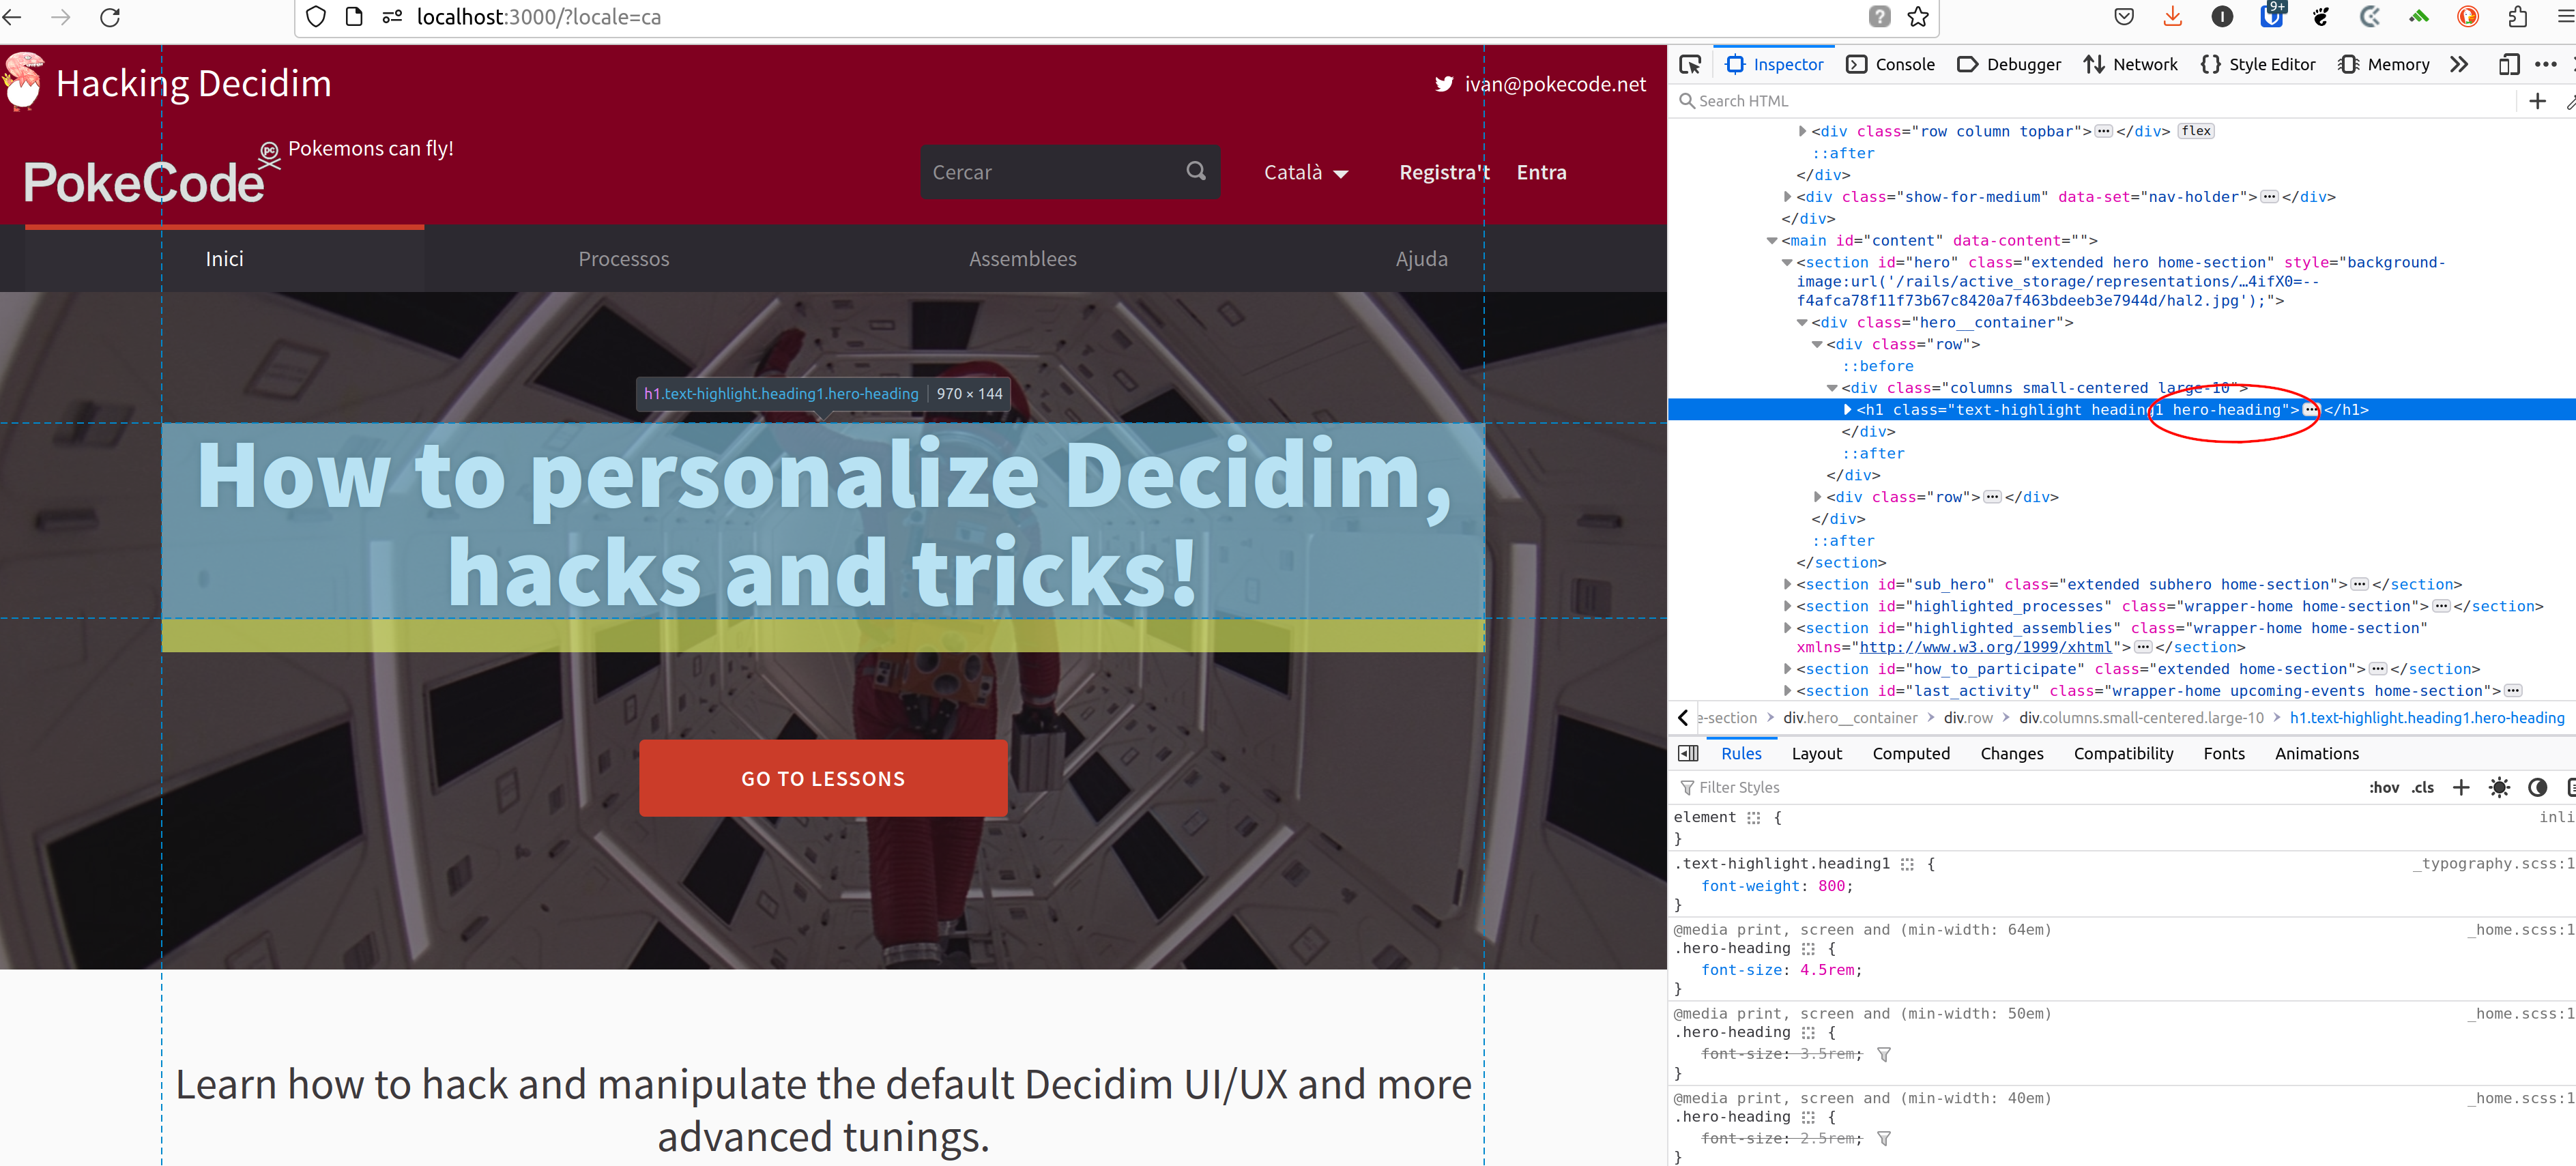 localhost:3000/?locale=ca
9+
Hacking Decidim
ivan@pokecode.net
PokeCode
pc
Pokemons can fly!
Cercar
Català
Registra't
Entra
Inici
Processos
Assemblees
Ajuda
h1.text-highlight.heading1.hero-heading
970 × 144
How to personalize Decidim,
hacks and tricks!
GO TO LESSONS
Learn how to hack and manipulate the default Decidim UI/UX and more
advanced tunings.
Inspector
Console
Debugger
Network
Style Editor
Memory
Search HTML
<div class="row column topbar"></div> flex
::after
</div>
<div class="show-for-medium" data-set="nav-holder"></div>
</div>
<main id="content" data-content="">
<section id="hero" class="extended hero home-section" style="background-
image:url('/rails/active_storage/representations/…4ifX0=--
f4afca78f11f73b67c8420a7f463bdeeb3e7944d/hal2.jpg');">
<div class="hero__container">
<div class="row">
::before
<div class="columns small-centered large-10">
<h1 class="text-highlight heading1 hero-heading"></h1>
</div>
::after
</div>
<div class="row"></div>
</div>
::after
</section>
<section id="sub_hero" class="extended subhero home-section"></section>
<section id="highlighted_processes" class="wrapper-home home-section"></section>
<section id="highlighted_assemblies" class="wrapper-home home-section"
xmlns="http://www.w3.org/1999/xhtml"></section>
<section id="how_to_participate" class="extended home-section"></section>
<section id="last_activity" class="wrapper-home upcoming-events home-section">
e-section
div.hero__container
div.row
div.columns.small-centered.large-10
h1.text-highlight.heading1.hero-heading
Rules
Layout
Computed
Changes
Compatibility
Fonts
Animations
Filter Styles
:hov
.cls
element {
inli
}
.text-highlight.heading1 {
_typography.scss:1
font-weight: 800;
}
@media print, screen and (min-width: 64em)
_home.scss:1
.hero-heading {
font-size: 4.5rem;
}
@media print, screen and (min-width: 50em)
_home.scss:1
.hero-heading {
font-size: 3.5rem;
}
@media print, screen and (min-width: 40em)
_home.scss:1
.hero-heading {
font-size: 2.5rem;
}